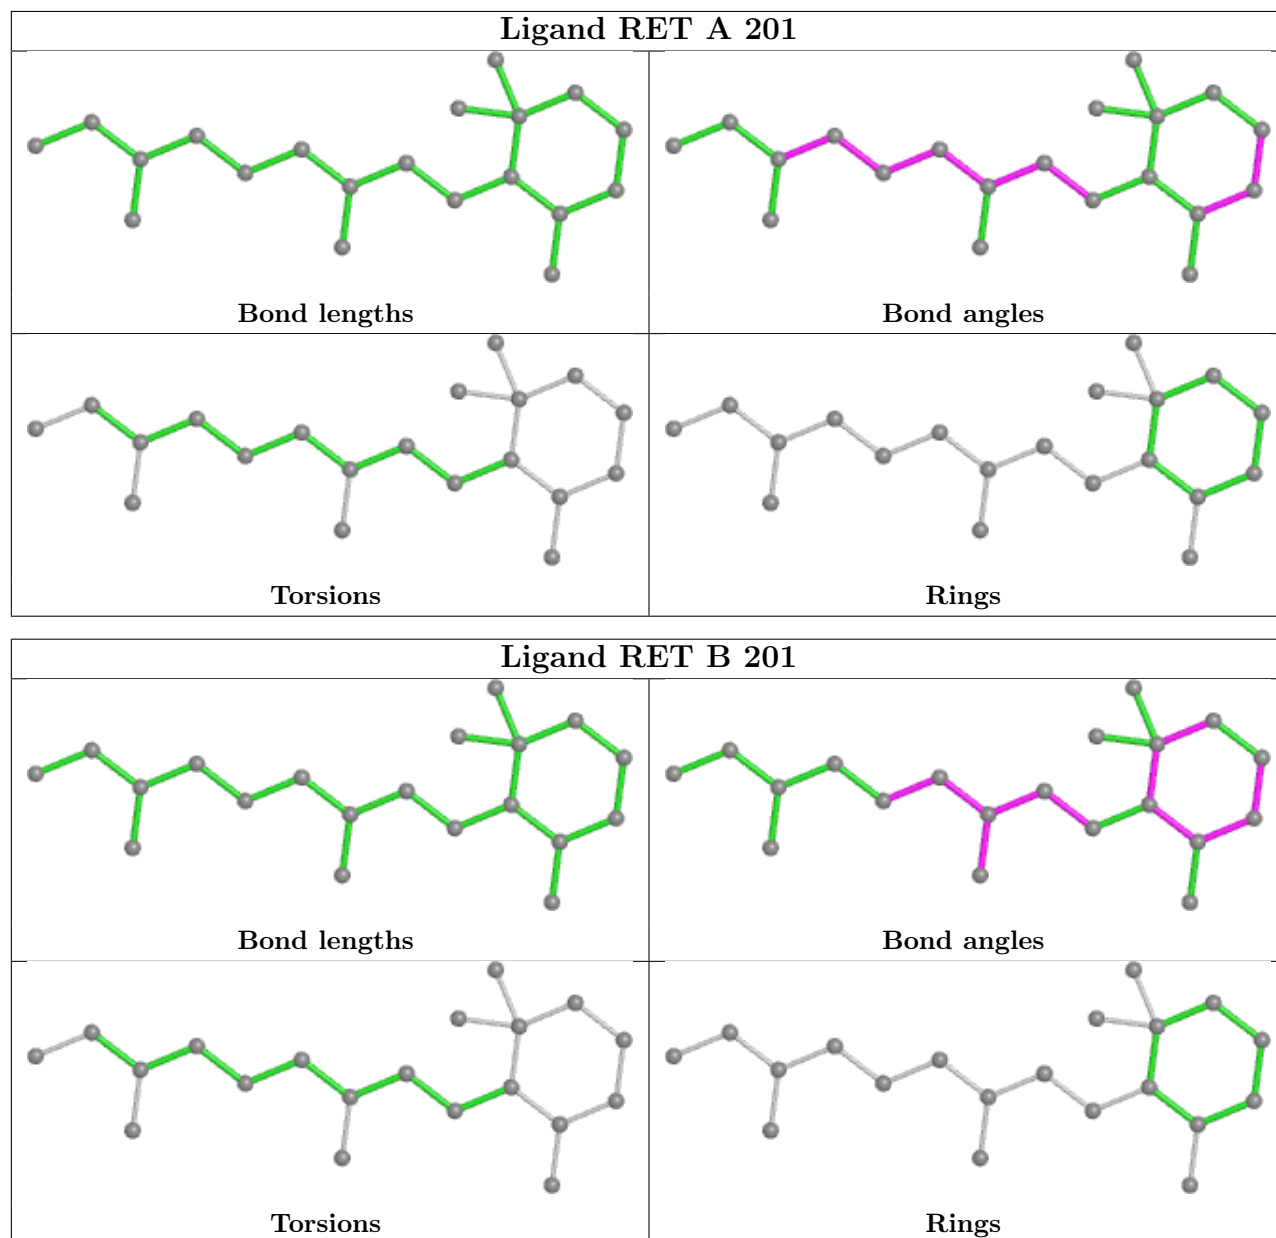 Ligand RET A 201
Bond lengths
Bond angles
Torsions
Rings
Ligand RET B 201
Bond lengths
Bond angles
Torsions
Rings